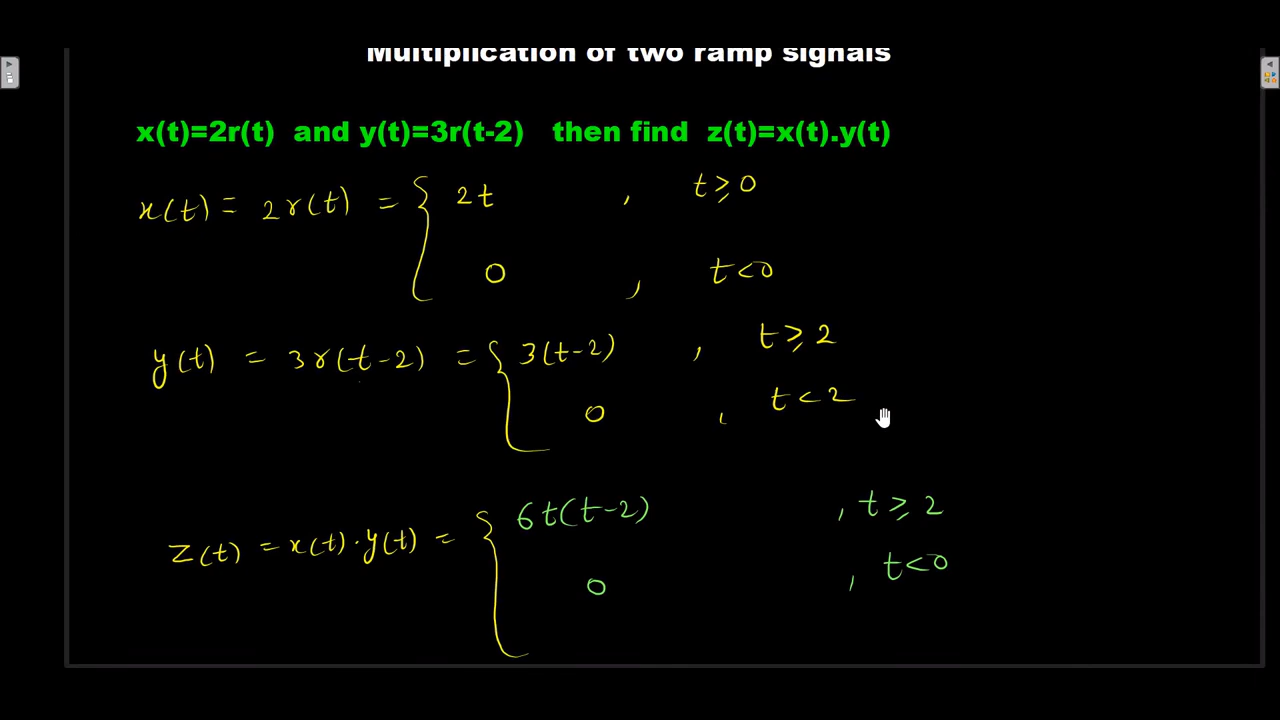 Multiplication of two ramp signals
x(t)=2r(t) and y(t)=3r(t-2) then find z(t)=x(t).y(t)
x(t) = 2r(t) = { 2t , t ≥ 0
0 , t < 0
y(t) = 3r(t-2) = { 3(t-2) , t ≥ 2
0 , t < 2
z(t) = x(t)·y(t) = { 6t(t-2) , t ≥ 2
0 , t < 0